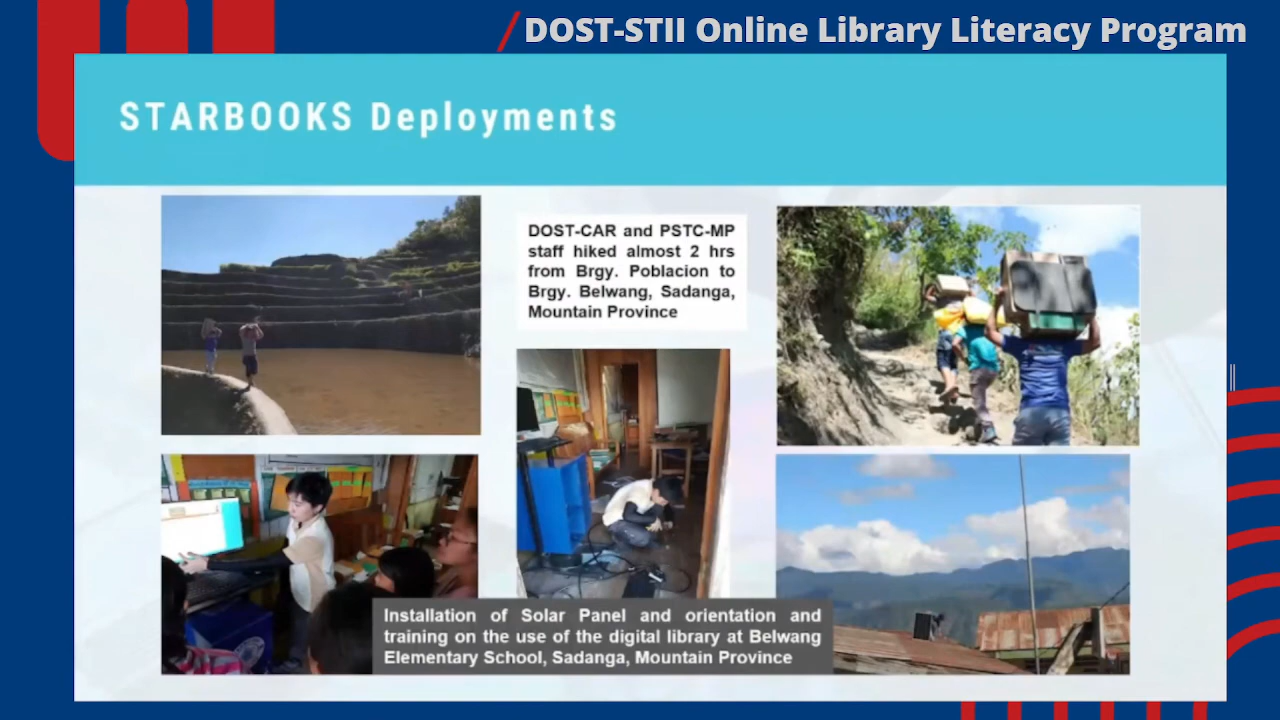 DOST-STII Online Library Literacy Program
STARBOOKS Deployments
DOST-CAR and PSTC-MP
staff hiked almost 2 hrs
from Brgy. Poblacion to
Brgy. Belwang, Sadanga,
Mountain Province
Installation of Solar Panel and orientation and
training on the use of the digital library at Belwang
Elementary School, Sadanga, Mountain Province